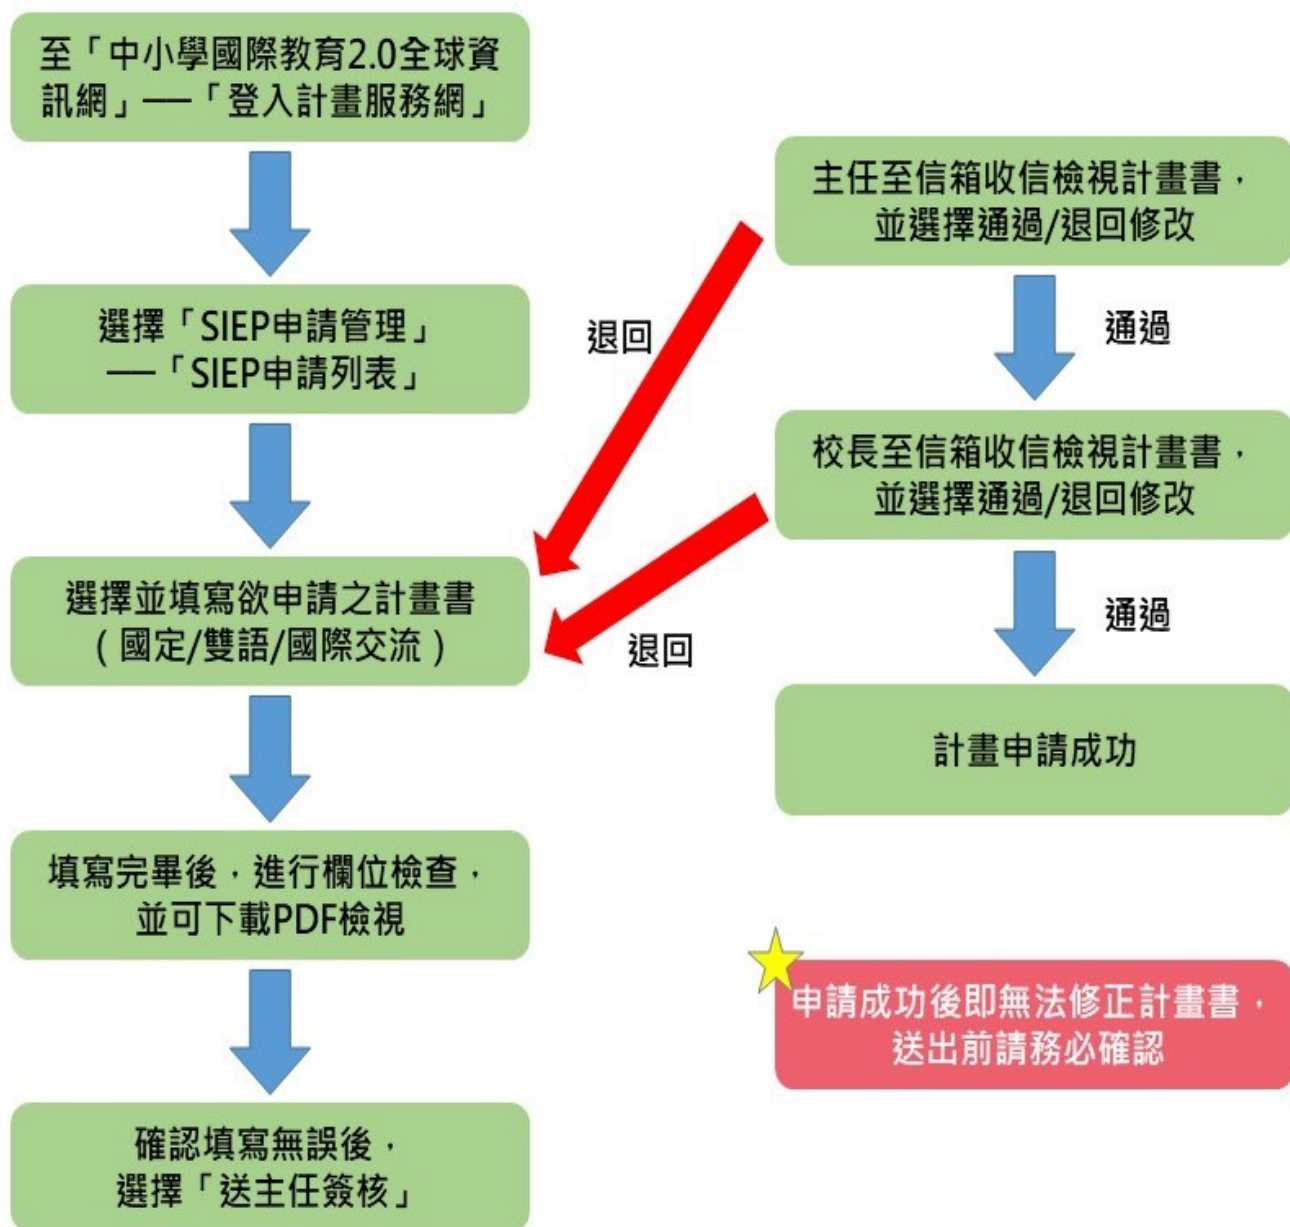 至「中小學國際教育2.0全球資
訊網」──「登入計畫服務網」
選擇「SIEP申請管理」
──「SIEP申請列表」
選擇並填寫欲申請之計畫書
(國定/雙語/國際交流)
填寫完畢後，進行欄位檢查，
並可下載PDF檢視
確認填寫無誤後，
選擇「送主任簽核」
主任至信箱收信檢視計畫書，
並選擇通過/退回修改
退回
通過
校長至信箱收信檢視計畫書，
並選擇通過/退回修改
退回
通過
計畫申請成功
申請成功後即無法修正計畫書，
送出前請務必確認